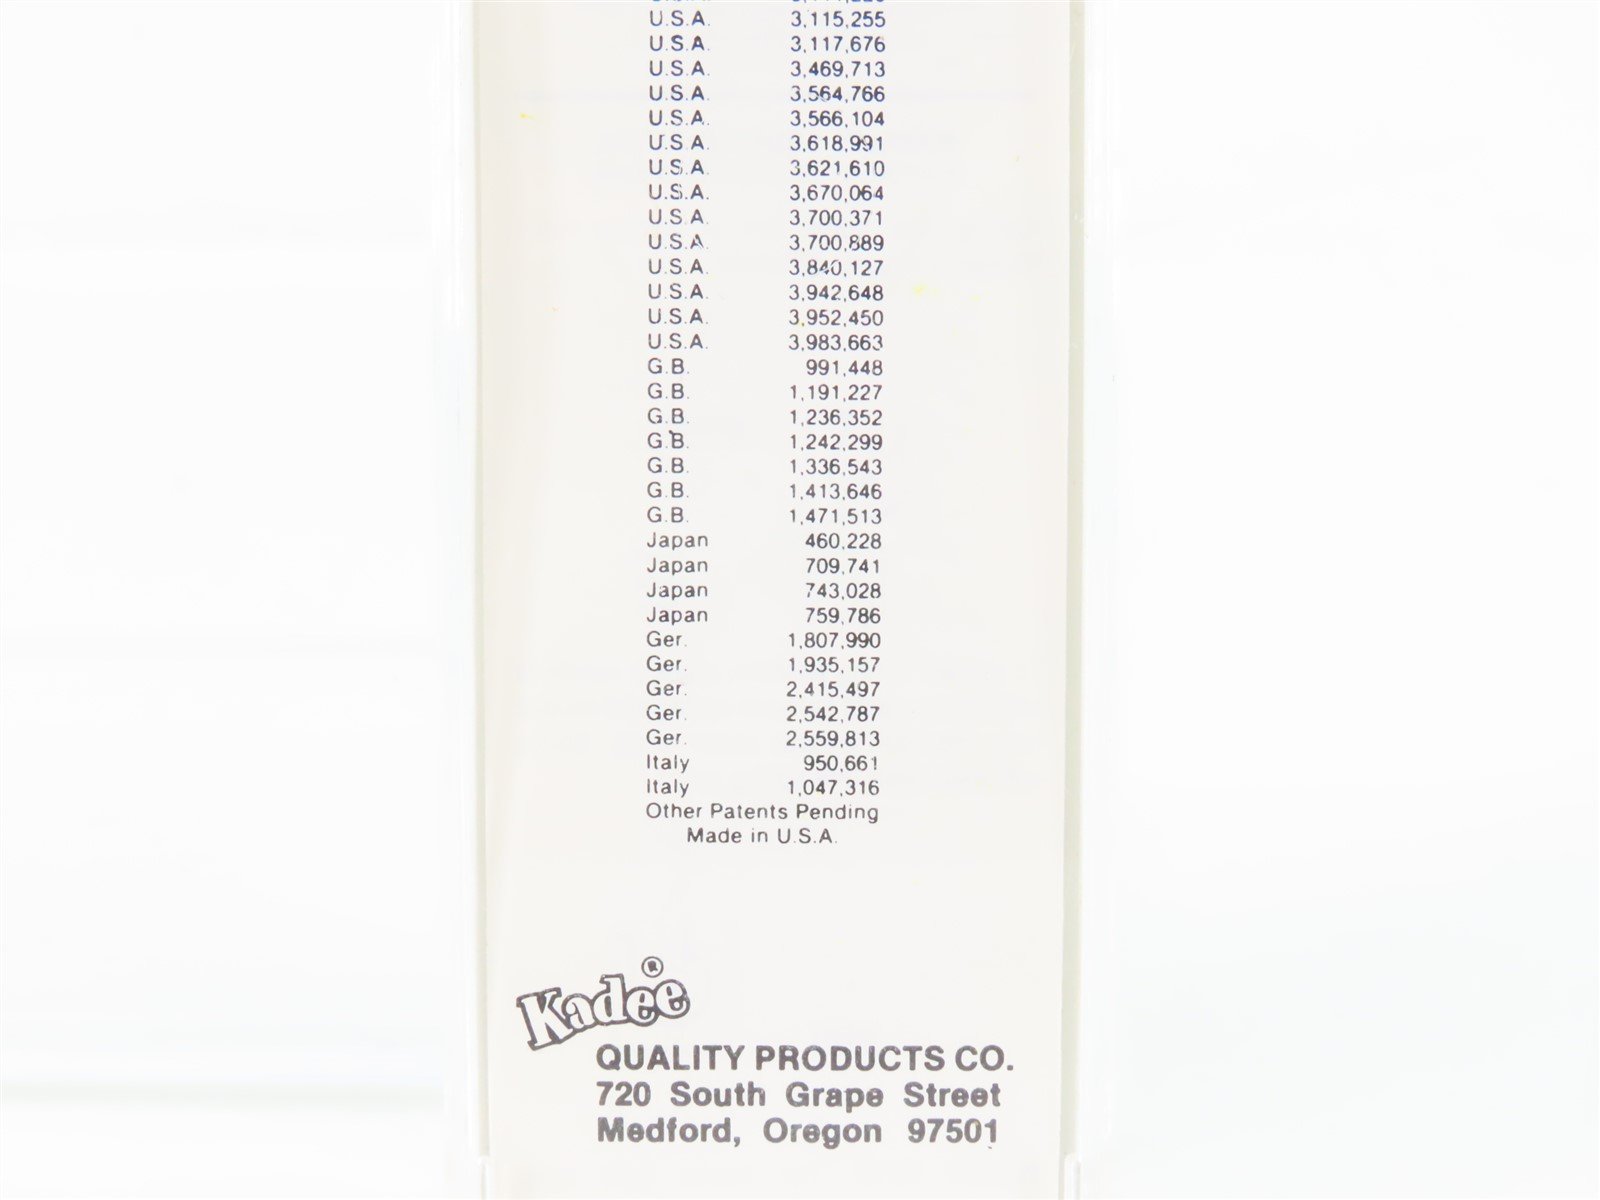 U.S.A. 3,115,255
U.S.A. 3,117,676
U.S.A. 3,469,713
U.S.A. 3,564,766
U.S.A. 3,566,104
U.S.A. 3,618,991
U.S.A. 3,621,610
U.S.A. 3,670,064
U.S.A. 3,700,371
U.S.A. 3,700,889
U.S.A. 3,840,127
U.S.A. 3,942,648
U.S.A. 3,952,450
U.S.A. 3,983,663
G.B. 991,448
G.B. 1,191,227
G.B. 1,236,352
G.B. 1,242,299
G.B. 1,336,543
G.B. 1,413,646
G.B. 1,471,513
Japan 460,228
Japan 709,741
Japan 743,028
Japan 759,786
Ger. 1,807,990
Ger. 1,935,157
Ger. 2,415,497
Ger. 2,542,787
Ger. 2,559,813
Italy 950,661
Italy 1,047,316
Other Patents Pending
Made in U.S.A.
Kadee®
QUALITY PRODUCTS CO.
720 South Grape Street
Medford, Oregon 97501